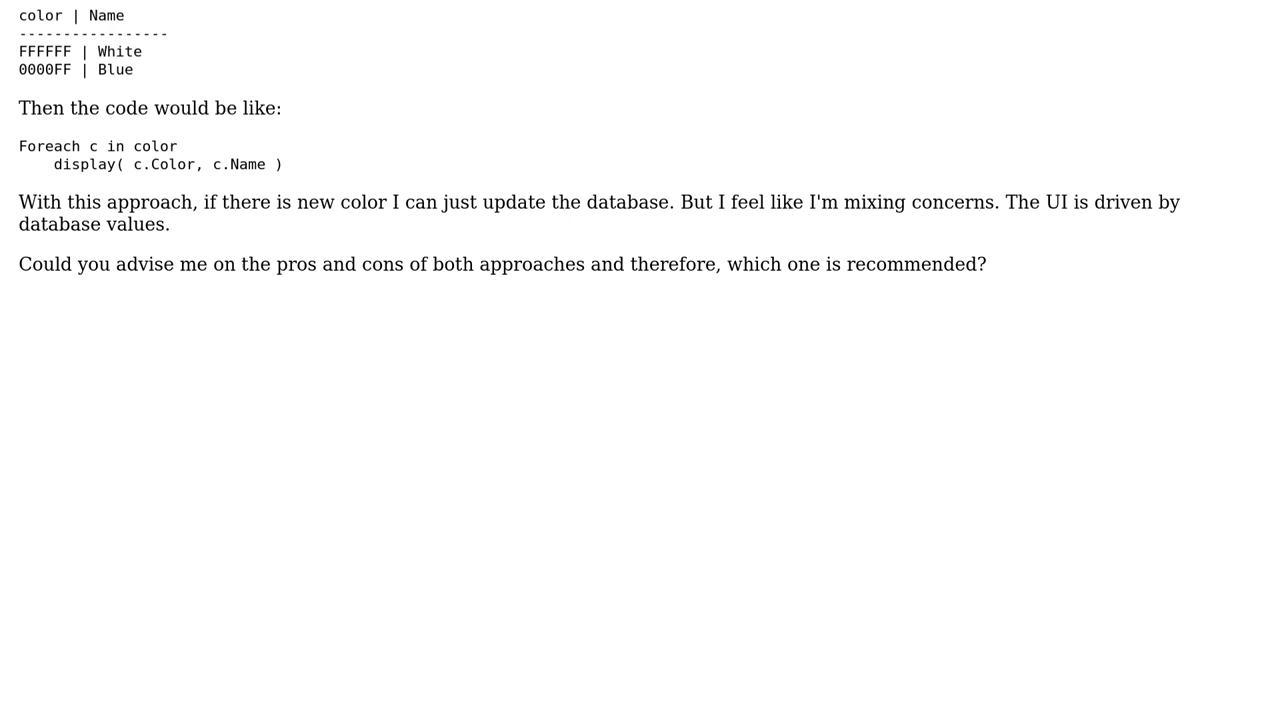 color | Name
-----------------
FFFFFF | White
0000FF | Blue
Then the code would be like:
Foreach c in color
    display( c.Color, c.Name )
With this approach, if there is new color I can just update the database. But I feel like I'm mixing concerns. The UI is driven by
database values.
Could you advise me on the pros and cons of both approaches and therefore, which one is recommended?